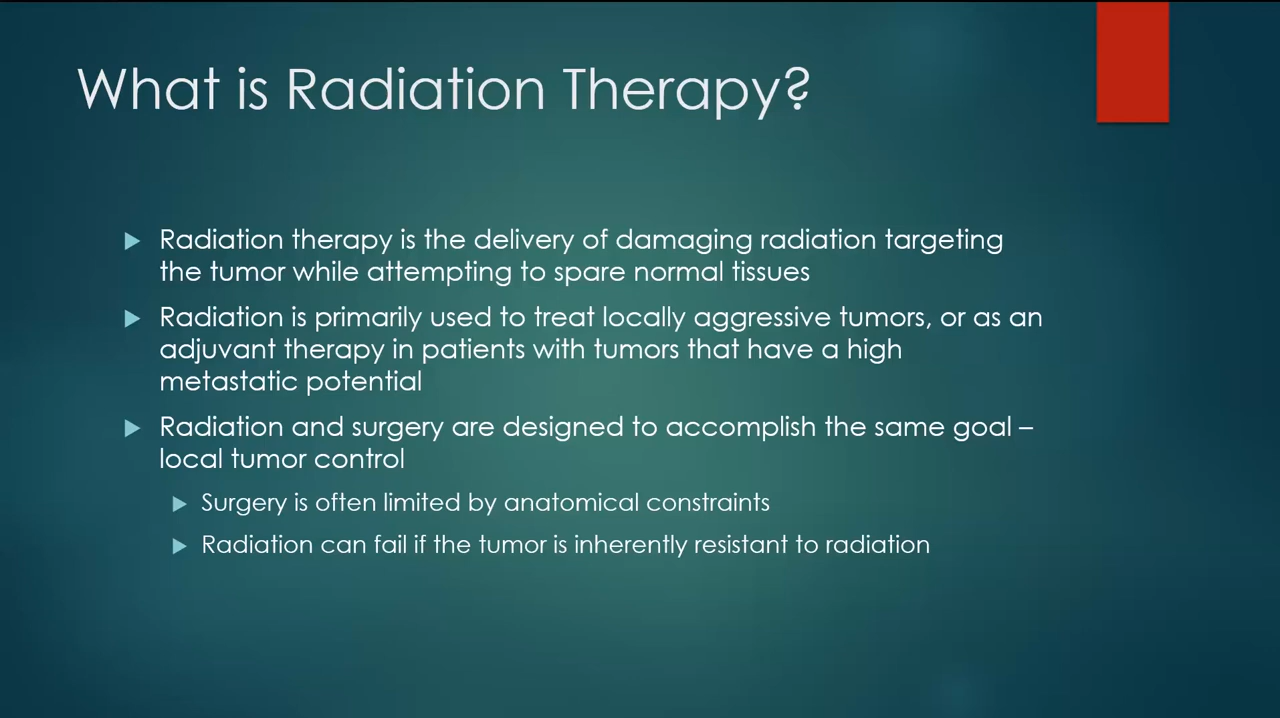 What is Radiation Therapy?
Radiation therapy is the delivery of damaging radiation targeting
the tumor while attempting to spare normal tissues
Radiation is primarily used to treat locally aggressive tumors, or as an
adjuvant therapy in patients with tumors that have a high
metastatic potential
Radiation and surgery are designed to accomplish the same goal –
local tumor control
Surgery is often limited by anatomical constraints
Radiation can fail if the tumor is inherently resistant to radiation